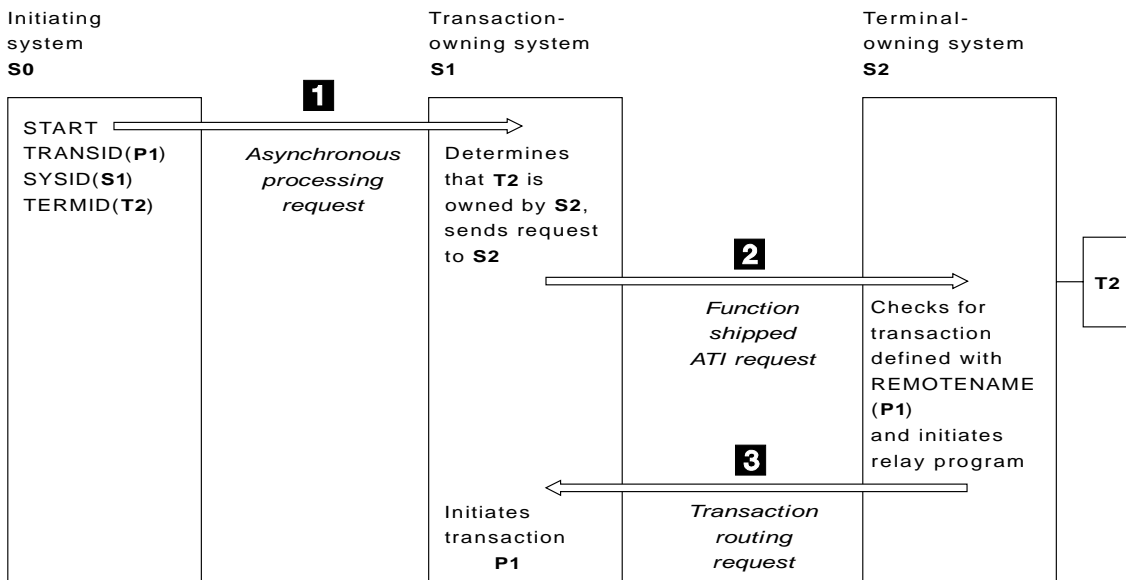 Initiating
system
S0
Transaction-
owning system
S1
Terminal-
owning system
S2
START
TRANSID(P1)
SYSID(S1)
TERMID(T2)
1
Asynchronous
processing
request
Determines
that T2 is
owned by S2,
sends request
to S2
2
Function
shipped
ATI request
Checks for
transaction
defined with
REMOTENAME
(P1)
and initiates
relay program
T2
3
Transaction
routing
request
Initiates
transaction
P1